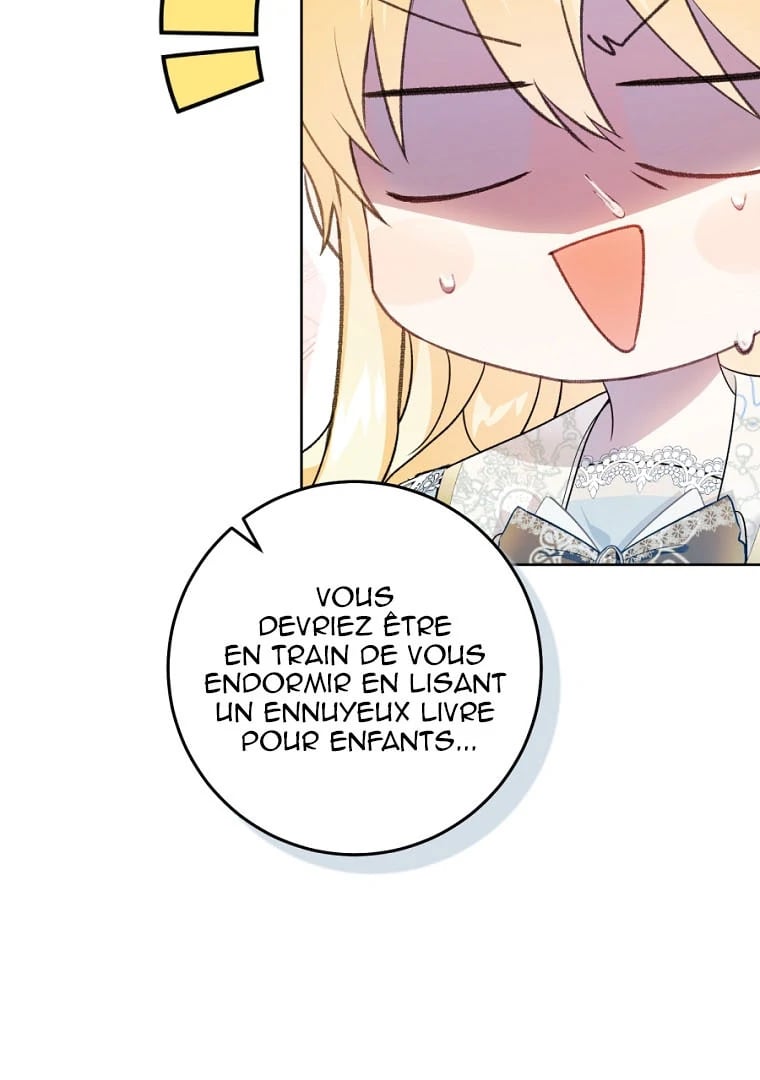 VOUS
DEVRIEZ ÊTRE
EN TRAIN DE VOUS
ENDORMIR EN LISANT
UN ENNUYEUX LIVRE
POUR ENFANTS...